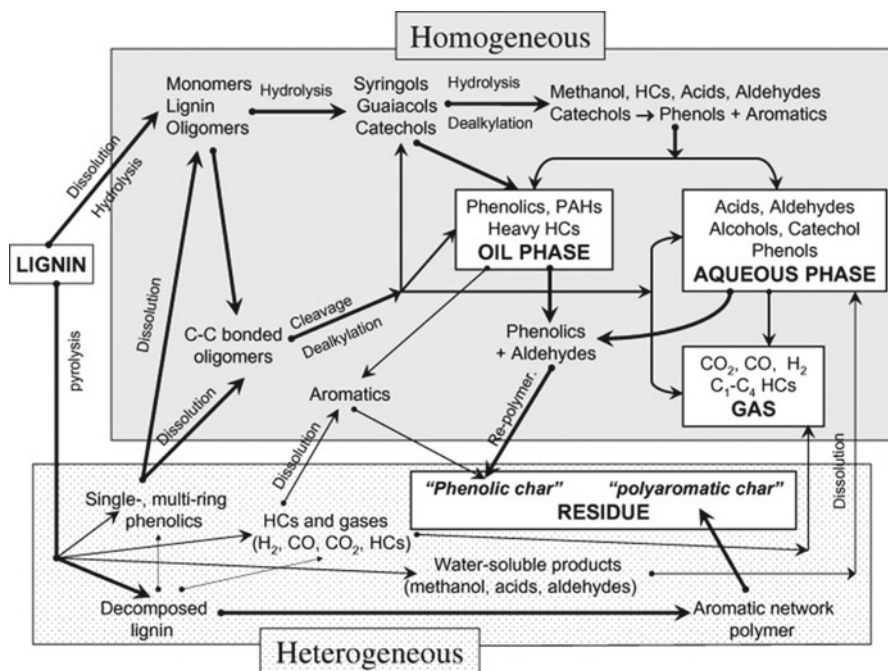 Homogeneous
Monomers
Lignin
Oligomers
Hydrolysis
Syringols
Guaiacols
Catechols
Hydrolysis
Dealkylation
Methanol, HCs, Acids, Aldehydes
Catechols → Phenols + Aromatics
Dissolution
Hydrolysis
LIGNIN
Phenolics, PAHs
Heavy HCs
OIL PHASE
Acids, Aldehydes
Alcohols, Catechol
Phenols
AQUEOUS PHASE
pyrolysis
Dissolution
C-C bonded
oligomers
Cleavage
Dealkylation
Phenolics
+ Aldehydes
CO₂, CO, H₂
C₁-C₄ HCs
GAS
Dissolution
Aromatics
Re-polymer.
Dissolution
Dissolution
Single-, multi-ring
phenolics
HCs and gases
(H₂, CO, CO₂, HCs)
"Phenolic char" "polyaromatic char"
RESIDUE
Water-soluble products
(methanol, acids, aldehydes)
Decomposed
lignin
Aromatic network
polymer
Heterogeneous